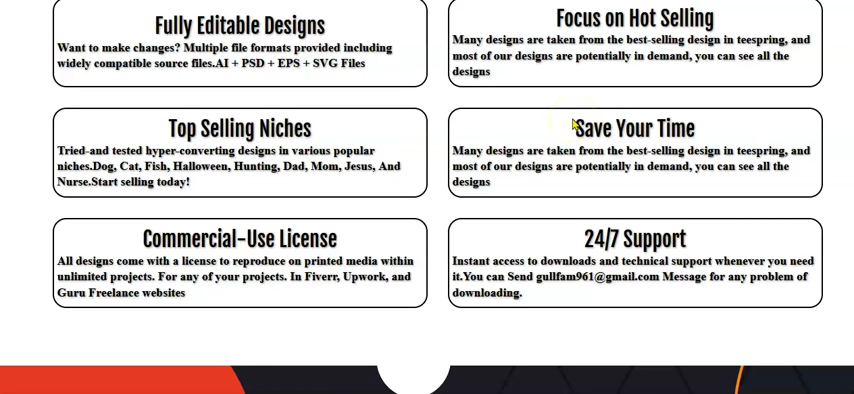 Fully Editable Designs
Want to make changes? Multiple file formats provided including
widely compatible source files.AI + PSD + EPS + SVG Files
Focus on Hot Selling
Many designs are taken from the best-selling design in teespring, and
most of our designs are potentially in demand, you can see all the
designs
Top Selling Niches
Tried-and tested hyper-converting designs in various popular
niches.Dog, Cat, Fish, Halloween, Hunting, Dad, Mom, Jesus, And
Nurse.Start selling today!
Save Your Time
Many designs are taken from the best-selling design in teespring, and
most of our designs are potentially in demand, you can see all the
designs
Commercial-Use License
All designs come with a license to reproduce on printed media within
unlimited projects. For any of your projects. In Fiverr, Upwork, and
Guru Freelance websites
24/7 Support
Instant access to downloads and technical support whenever you need
it.You can Send gullfam961@gmail.com Message for any problem of
downloading.